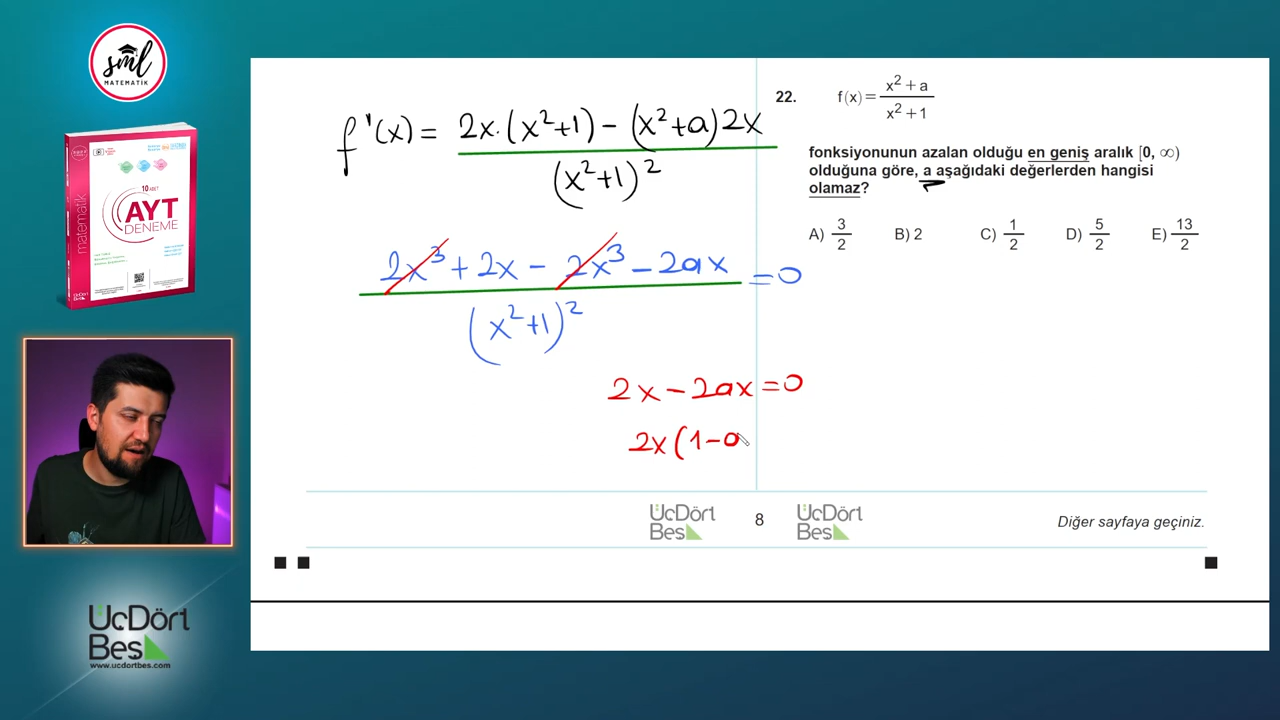 sml
MATEMATİK
matematik
10 ADET
AYT
DENEME
ÜçDört
Beş
www.ucdortbes.com
f'(x) = 2x·(x²+1) − (x²+a)2x
(x²+1)²
2x³ + 2x − 2x³ − 2ax = 0
(x²+1)²
2x − 2ax = 0
2x(1−a
22. f(x) = x² + a
x² + 1
fonksiyonunun azalan olduğu en geniş aralık [0, ∞)
olduğuna göre, a aşağıdaki değerlerden hangisi
olamaz?
A) 3/2 B) 2 C) 1/2 D) 5/2 E) 13/2
ÜçDört
Beş
8
ÜçDört
Beş
Diğer sayfaya geçiniz.